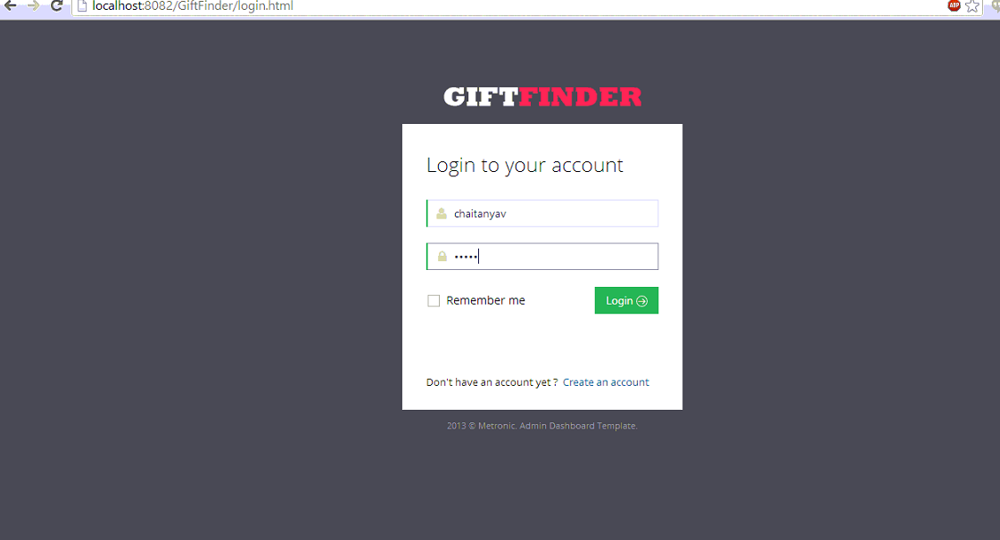 localhost:8082/GiftFinder/login.html
ABP
GIFTFINDER
Login to your account
chaitanyav
•••••
Remember me
Login
Don't have an account yet ? Create an account
2013 © Metronic. Admin Dashboard Template.